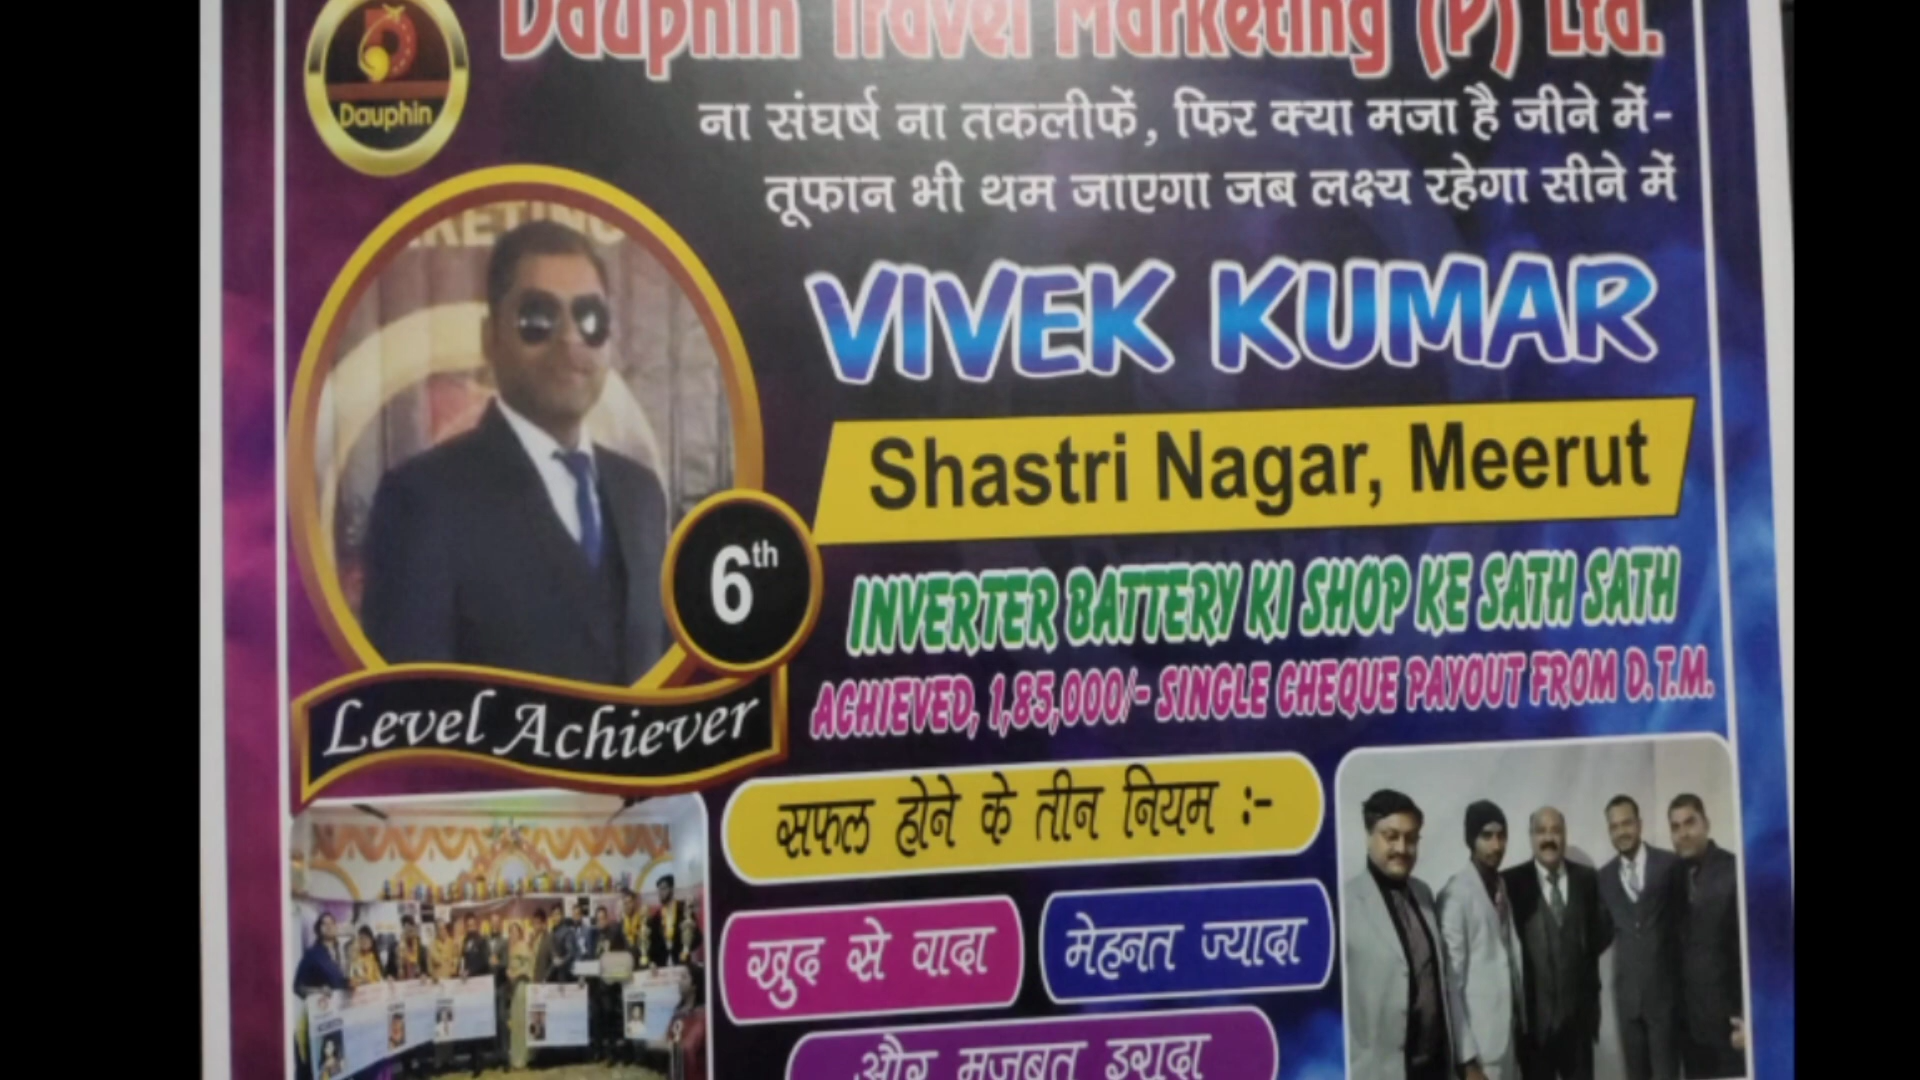 Dauphin Travel Marketing (P) Ltd.
Dauphin
ना संघर्ष ना तकलीफें, फिर क्या मजा है जीने में-
तूफान भी थम जाएगा जब लक्ष्य रहेगा सीने में
VIVEK KUMAR
Shastri Nagar, Meerut
6th
Level Achiever
INVERTER BATTERY KI SHOP KE SATH SATH
ACHIEVED, 1,85,000/- SINGLE CHEQUE PAYOUT FROM D.T.M.
सफल होने के तीन नियम :-
खुद से वादा
मेहनत ज्यादा
और मजबूत इरादा